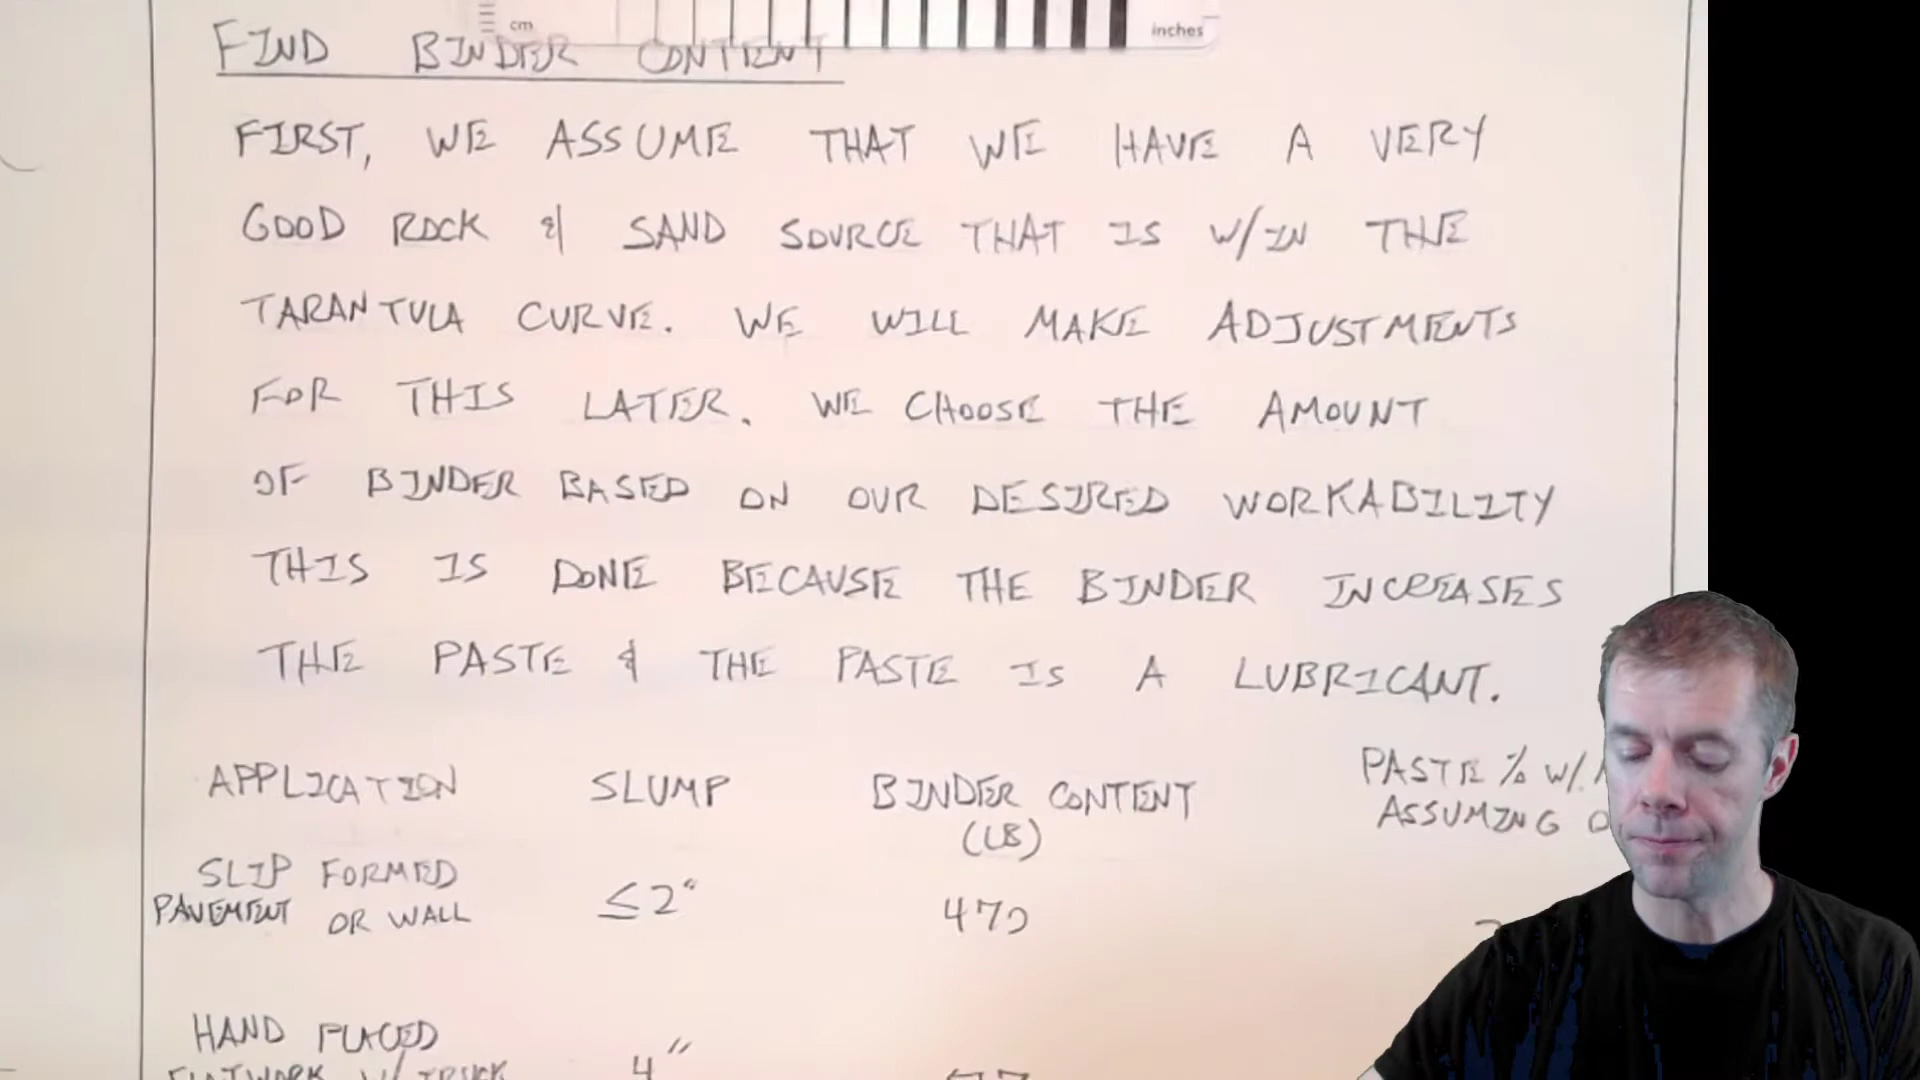 cm
inches
FIND BINDER CONTENT
FIRST, WE ASSUME THAT WE HAVE A VERY
GOOD ROCK & SAND SOURCE THAT IS W/IN THE
TARANTULA CURVE. WE WILL MAKE ADJUSTMENTS
FOR THIS LATER. WE CHOOSE THE AMOUNT
OF BINDER BASED ON OUR DESIRED WORKABILITY
THIS IS DONE BECAUSE THE BINDER INCREASES
THE PASTE & THE PASTE IS A LUBRICANT.
APPLICATION SLUMP BINDER CONTENT (LB) PASTE % W/
ASSUMING
SLIP FORMED
PAVEMENT OR WALL ≤2" 470
HAND PLACED
FLATWORK W/ TRUCK 4"